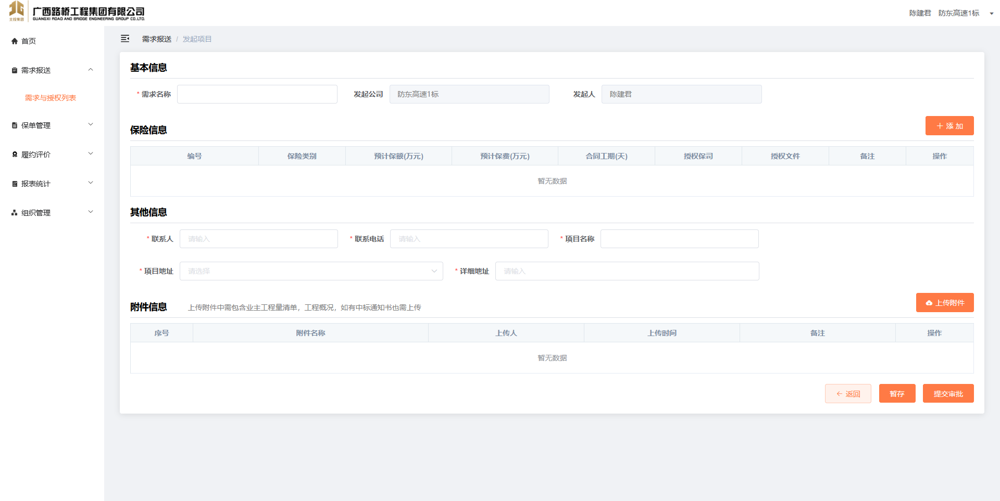 北投集团
广西路桥工程集团有限公司
GUANGXI ROAD AND BRIDGE ENGINEERING GROUP CO.,LTD.
陈建君 防东高速1标
首页
需求报送
需求与授权列表
保单管理
履约评价
报表统计
组织管理
需求报送 / 发起项目
基本信息
* 需求名称 发起公司 防东高速1标 发起人 陈建君
保险信息 添 加
编号 保险类别 预计保额(万元) 预计保费(万元) 合同工期(天) 授权保司 授权文件 备注 操作
暂无数据
其他信息
* 联系人 请输入 * 联系电话 请输入 * 项目名称
* 项目地址 请选择 * 详细地址 请输入
附件信息 上传附件中需包含业主工程量清单，工程概况，如有中标通知书也需上传 上传附件
序号 附件名称 上传人 上传时间 备注 操作
暂无数据
返回 暂存 提交审批